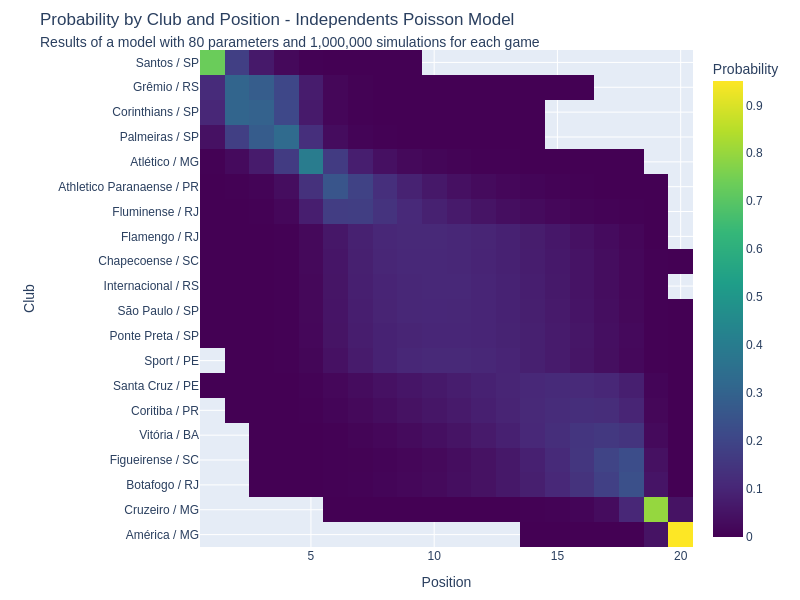 Probability by Club and Position - Independents Poisson Model
Results of a model with 80 parameters and 1,000,000 simulations for each game
Probability
Santos / SP
Grêmio / RS
Corinthians / SP
Palmeiras / SP
Atlético / MG
Athletico Paranaense / PR
Fluminense / RJ
Flamengo / RJ
Chapecoense / SC
Internacional / RS
São Paulo / SP
Ponte Preta / SP
Sport / PE
Santa Cruz / PE
Coritiba / PR
Vitória / BA
Figueirense / SC
Botafogo / RJ
Cruzeiro / MG
América / MG
Club
5
10
15
20
Position
0.9
0.8
0.7
0.6
0.5
0.4
0.3
0.2
0.1
0